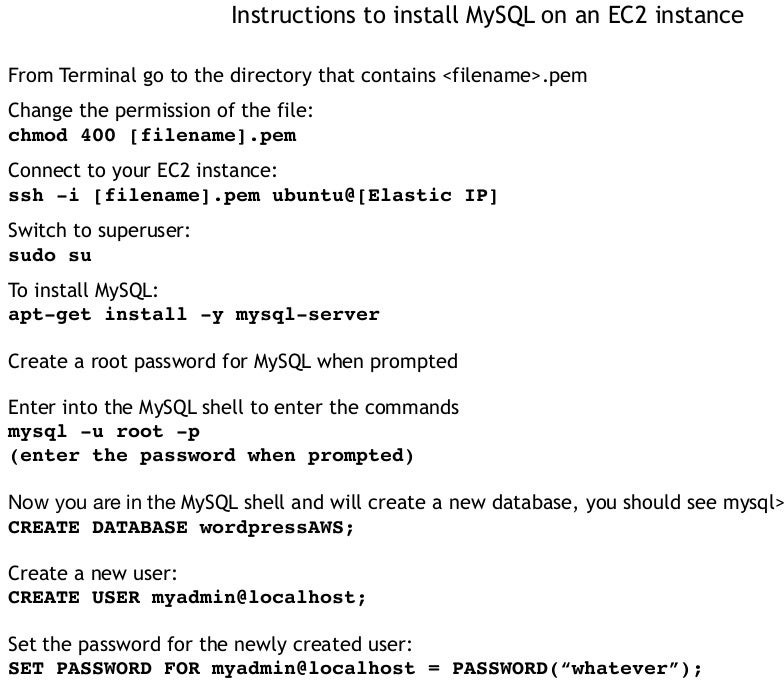 Instructions to install MySQL on an EC2 instance
From Terminal go to the directory that contains <filename>.pem
Change the permission of the file:
chmod 400 [filename].pem
Connect to your EC2 instance:
ssh -i [filename].pem ubuntu@[Elastic IP]
Switch to superuser:
sudo su
To install MySQL:
apt-get install -y mysql-server
Create a root password for MySQL when prompted
Enter into the MySQL shell to enter the commands
mysql -u root -p
(enter the password when prompted)
Now you are in the MySQL shell and will create a new database, you should see mysql>
CREATE DATABASE wordpressAWS;
Create a new user:
CREATE USER myadmin@localhost;
Set the password for the newly created user:
SET PASSWORD FOR myadmin@localhost = PASSWORD(“whatever”);